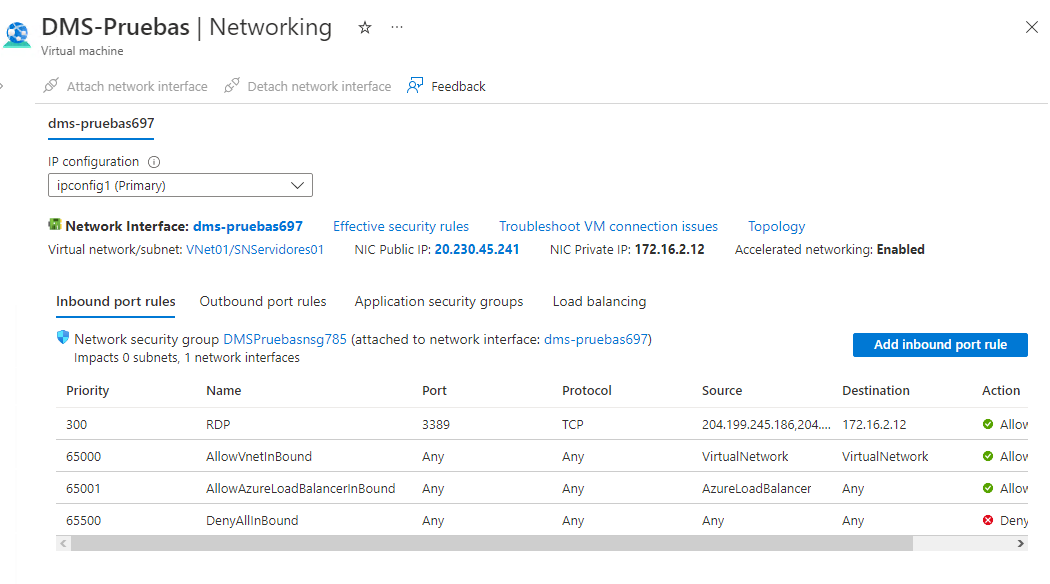 DMS-Pruebas | Networking
Virtual machine
Attach network interface Detach network interface Feedback
dms-pruebas697
IP configuration
ipconfig1 (Primary)
Network Interface: dms-pruebas697 Effective security rules Troubleshoot VM connection issues Topology
Virtual network/subnet: VNet01/SNServidores01 NIC Public IP: 20.230.45.241 NIC Private IP: 172.16.2.12 Accelerated networking: Enabled
Inbound port rules Outbound port rules Application security groups Load balancing
Network security group DMSPruebasnsg785 (attached to network interface: dms-pruebas697)
Impacts 0 subnets, 1 network interfaces
Add inbound port rule
Priority Name Port Protocol Source Destination Action
300 RDP 3389 TCP 204.199.245.186,204.... 172.16.2.12 Allow
65000 AllowVnetInBound Any Any VirtualNetwork VirtualNetwork Allow
65001 AllowAzureLoadBalancerInBound Any Any AzureLoadBalancer Any Allow
65500 DenyAllInBound Any Any Any Any Deny